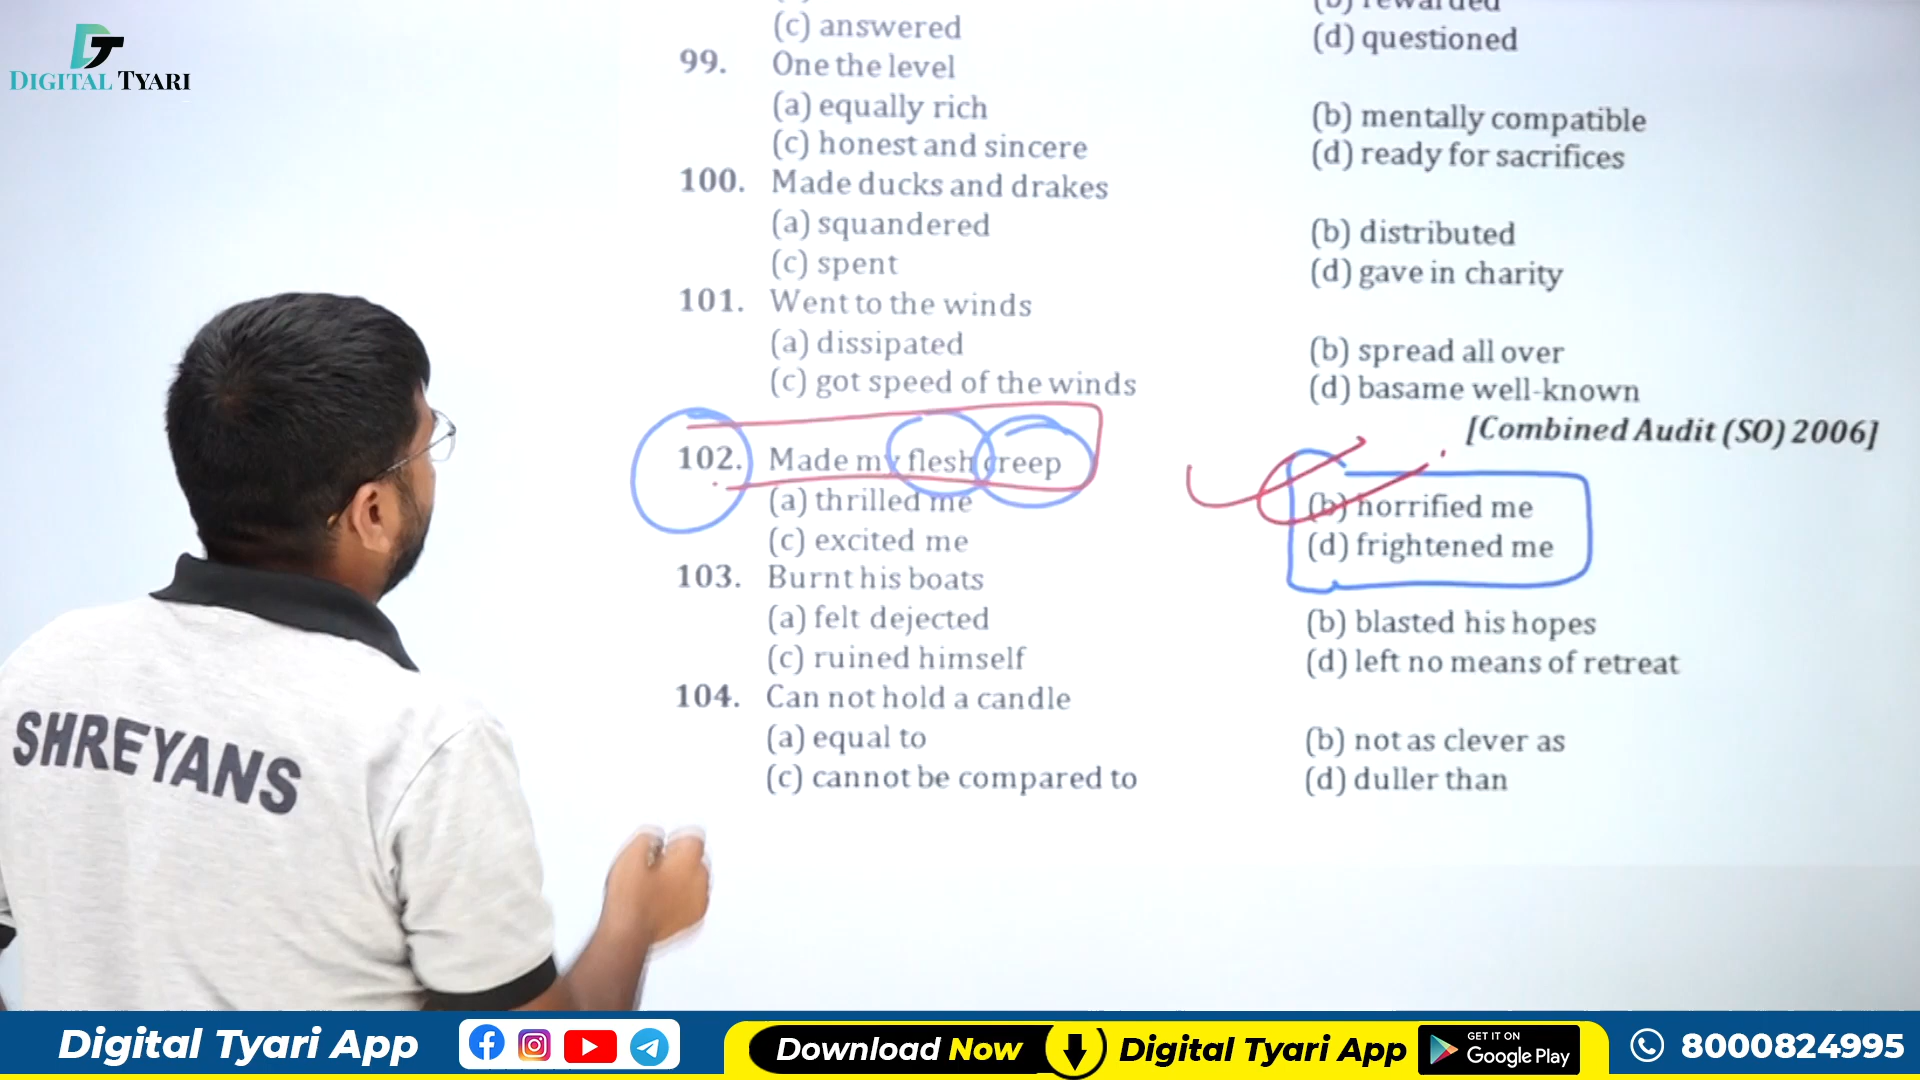 DT
DIGITAL TYARI
(b) rewarded
(c) answered
(d) questioned
99. One the level
(a) equally rich
(b) mentally compatible
(c) honest and sincere
(d) ready for sacrifices
100. Made ducks and drakes
(a) squandered
(b) distributed
(c) spent
(d) gave in charity
101. Went to the winds
(a) dissipated
(b) spread all over
(c) got speed of the winds
(d) basame well-known
[Combined Audit (SO) 2006]
102. Made my flesh creep
(a) thrilled me
(b) horrified me
(c) excited me
(d) frightened me
103. Burnt his boats
(a) felt dejected
(b) blasted his hopes
(c) ruined himself
(d) left no means of retreat
104. Can not hold a candle
(a) equal to
(b) not as clever as
(c) cannot be compared to
(d) duller than
SHREYANS
Digital Tyari App
Download Now
Digital Tyari App
GET IT ON
Google Play
8000824995